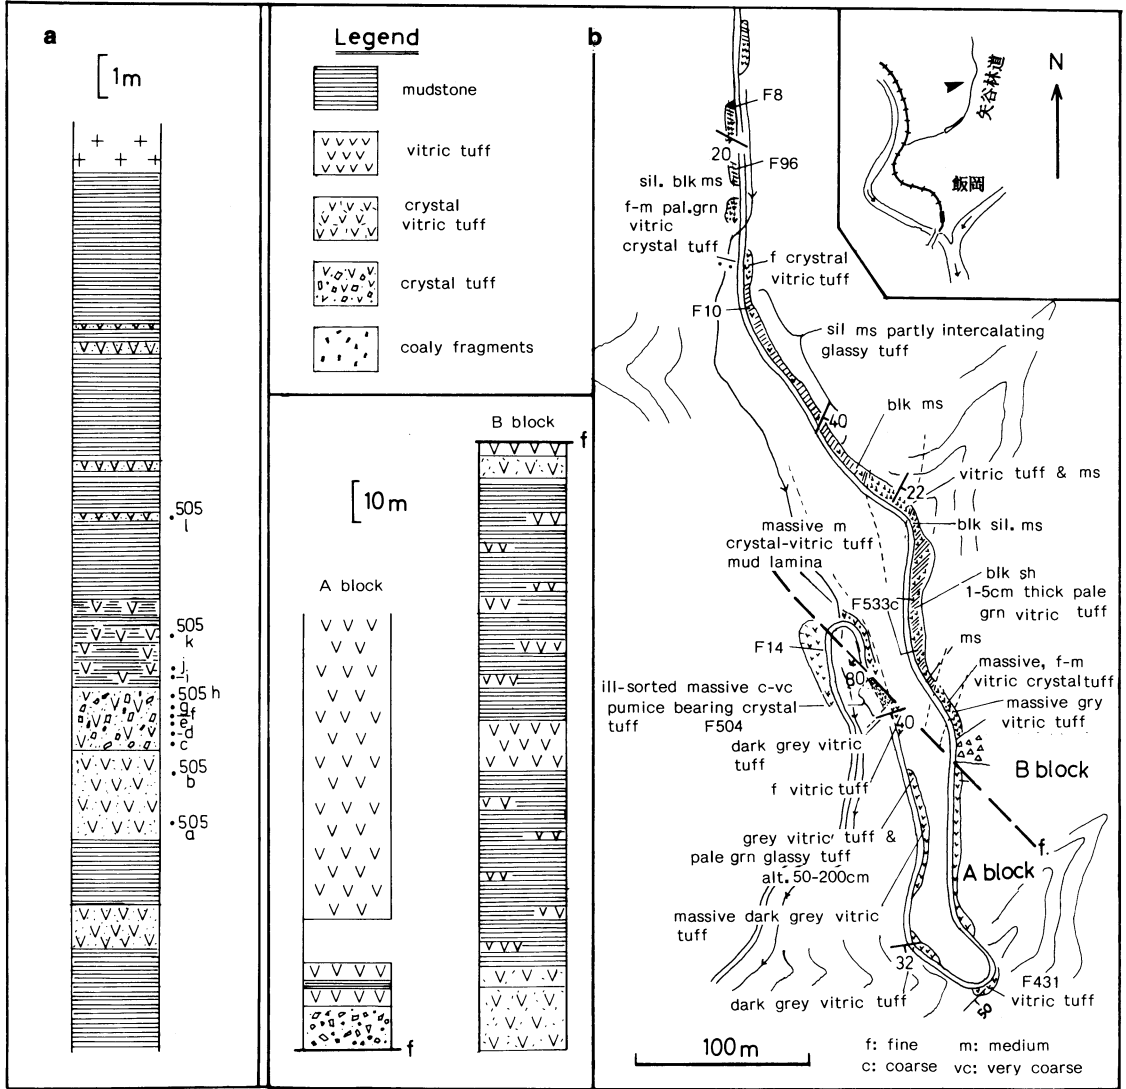 a
1m
505
l
505
k
j
i
505 h
g
f
e
d
c
505
b
505
a
Legend
mudstone
vitric tuff
crystal
vitric tuff
crystal tuff
coaly fragments
10m
A block
f
B block
f
b
F8
20
F96
sil. blk ms
f-m pal.grn
vitric
crystal tuff
f crystral
vitric tuff
F10
sil ms partly intercalating
glassy tuff
40
blk ms
22
vitric tuff & ms
massive m
crystal-vitric tuff
mud lamina
blk sil. ms
F533c
blk sh
1-5cm thick pale
grn vitric tuff
F14
ms
massive, f-m
vitric crystal tuff
80
ill-sorted massive c-vc
pumice bearing crystal
tuff
F504
massive gry
vitric tuff
40
dark grey vitric
tuff
B block
f vitric tuff
grey vitric tuff &
pale grn glassy tuff
alt. 50-200cm
f.
A block
massive dark grey vitric
tuff
32
F431
vitric tuff
dark grey vitric tuff
50
100m
f: fine m: medium
c: coarse vc: very coarse
N
矢谷林道
飯岡